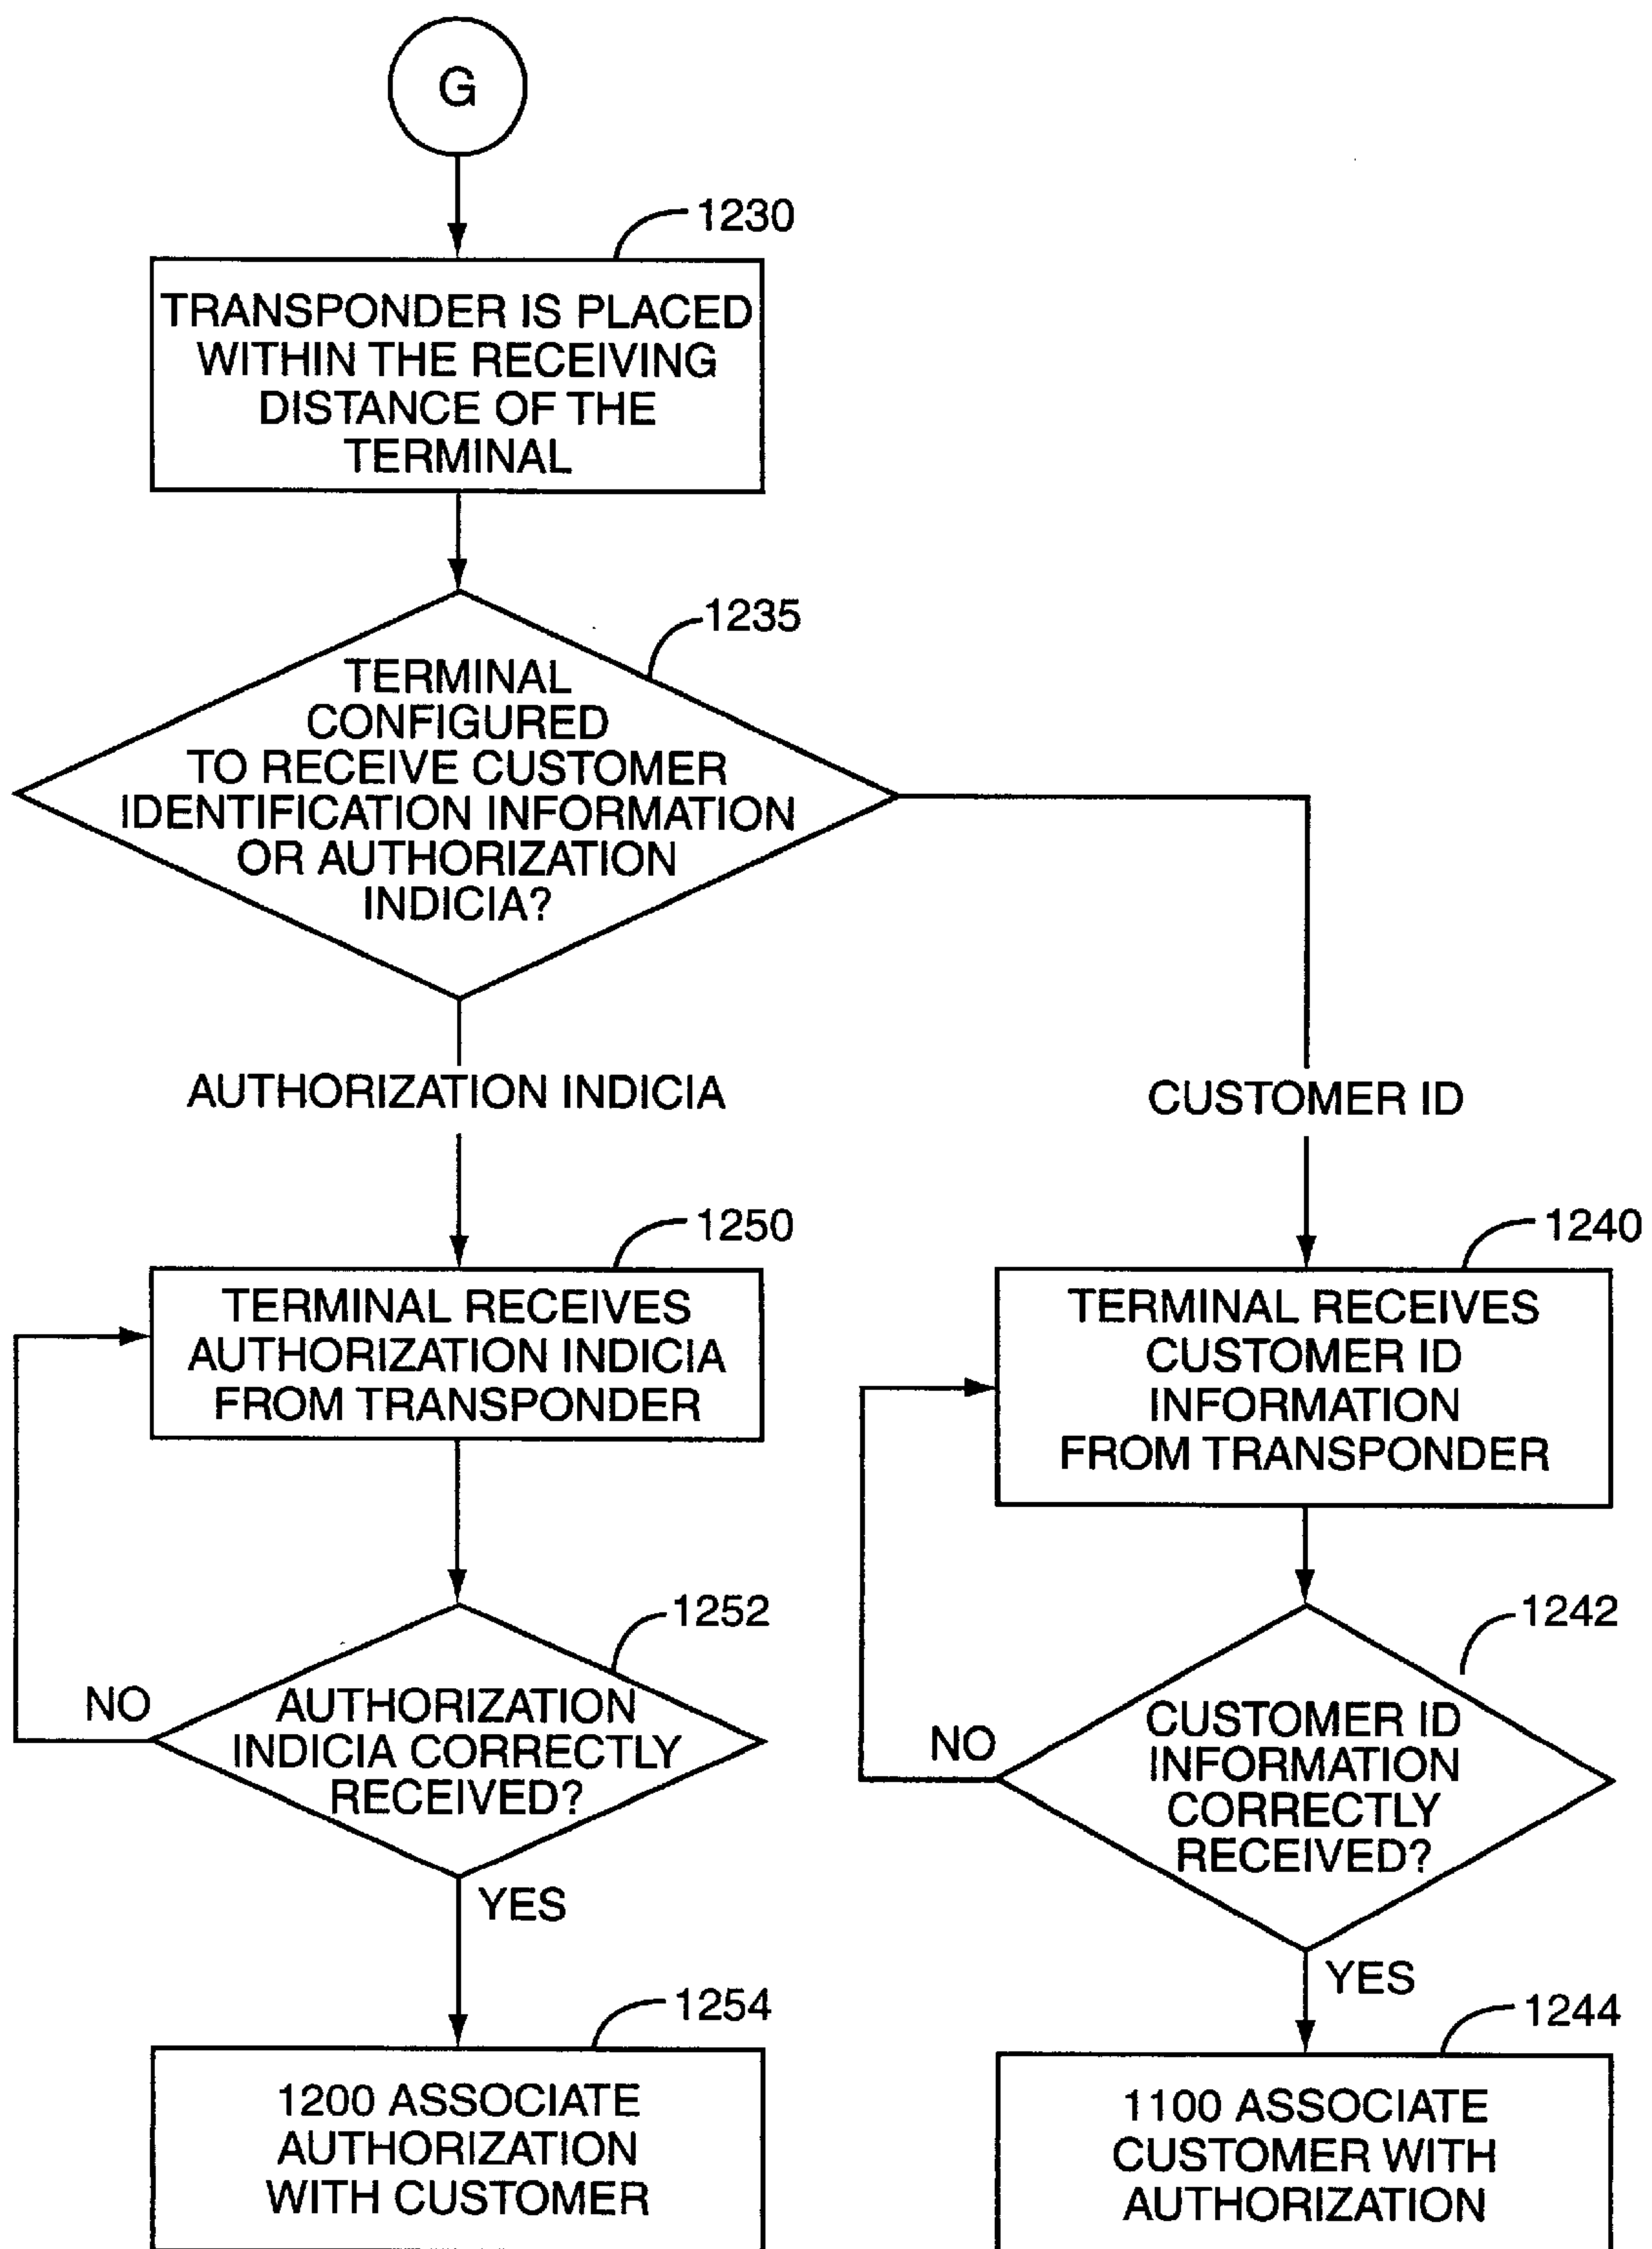 G
1230
TRANSPONDER IS PLACED
WITHIN THE RECEIVING
DISTANCE OF THE
TERMINAL
1235
TERMINAL
CONFIGURED
TO RECEIVE CUSTOMER
IDENTIFICATION INFORMATION
OR AUTHORIZATION
INDICIA?
AUTHORIZATION INDICIA
CUSTOMER ID
1250
TERMINAL RECEIVES
AUTHORIZATION INDICIA
FROM TRANSPONDER
1240
TERMINAL RECEIVES
CUSTOMER ID
INFORMATION
FROM TRANSPONDER
1252
NO
AUTHORIZATION
INDICIA CORRECTLY
RECEIVED?
YES
1242
NO
CUSTOMER ID
INFORMATION
CORRECTLY
RECEIVED?
YES
1254
1200 ASSOCIATE
AUTHORIZATION
WITH CUSTOMER
1244
1100 ASSOCIATE
CUSTOMER WITH
AUTHORIZATION